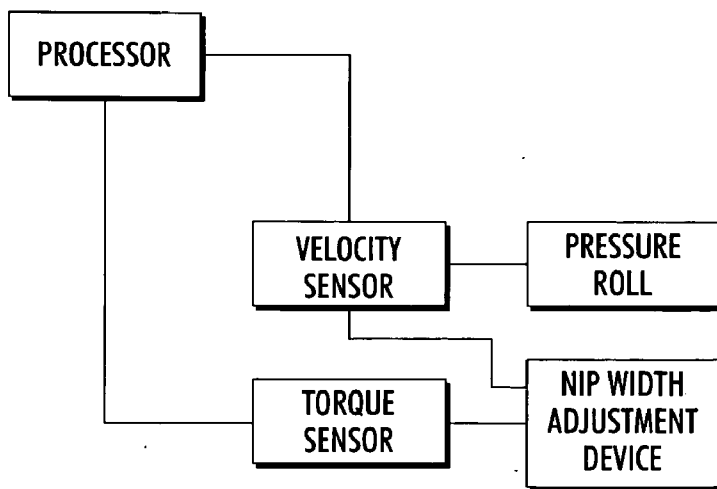 PROCESSOR
VELOCITY
SENSOR
PRESSURE
ROLL
TORQUE
SENSOR
NIP WIDTH
ADJUSTMENT
DEVICE